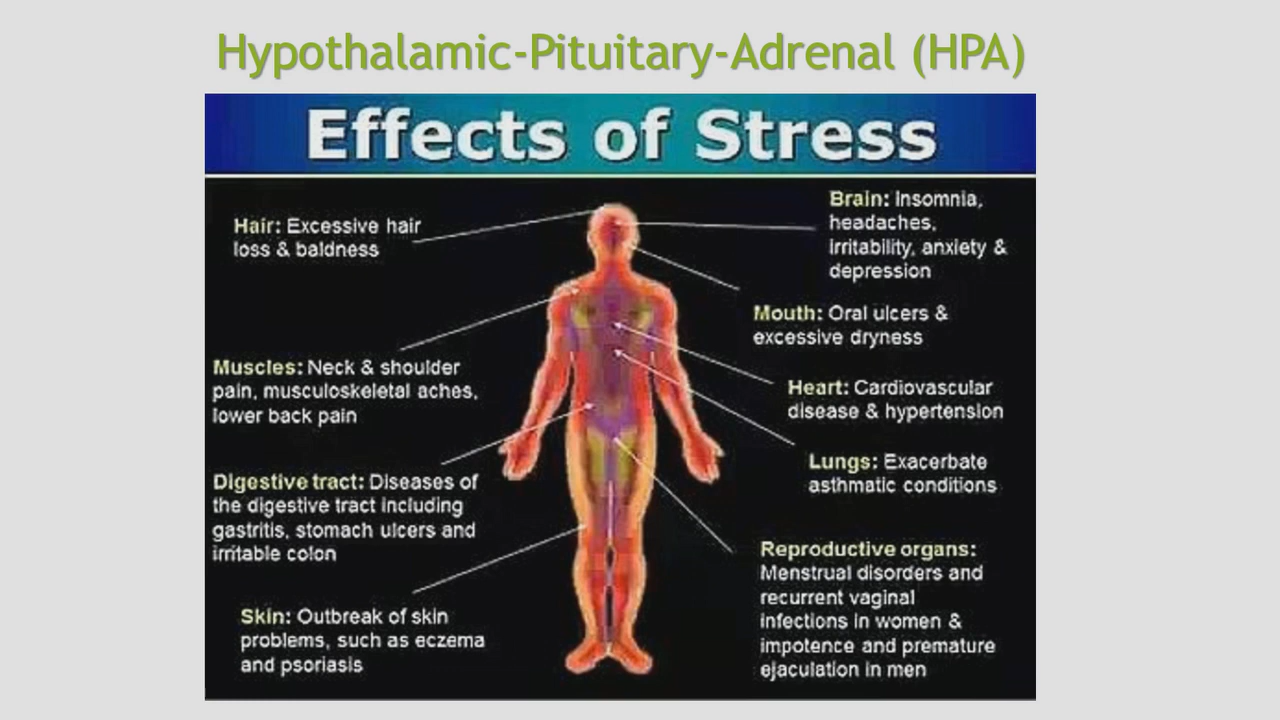 Hypothalamic-Pituitary-Adrenal (HPA)
Effects of Stress
Hair: Excessive hair
loss & baldness
Muscles: Neck & shoulder
pain, musculoskeletal aches,
lower back pain
Digestive tract: Diseases of
the digestive tract including
gastritis, stomach ulcers and
irritable colon
Skin: Outbreak of skin
problems, such as eczema
and psoriasis
Brain: Insomnia,
headaches,
irritability, anxiety &
depression
Mouth: Oral ulcers &
excessive dryness
Heart: Cardiovascular
disease & hypertension
Lungs: Exacerbate
asthmatic conditions
Reproductive organs:
Menstrual disorders and
recurrent vaginal
infections in women &
impotence and premature
ejaculation in men